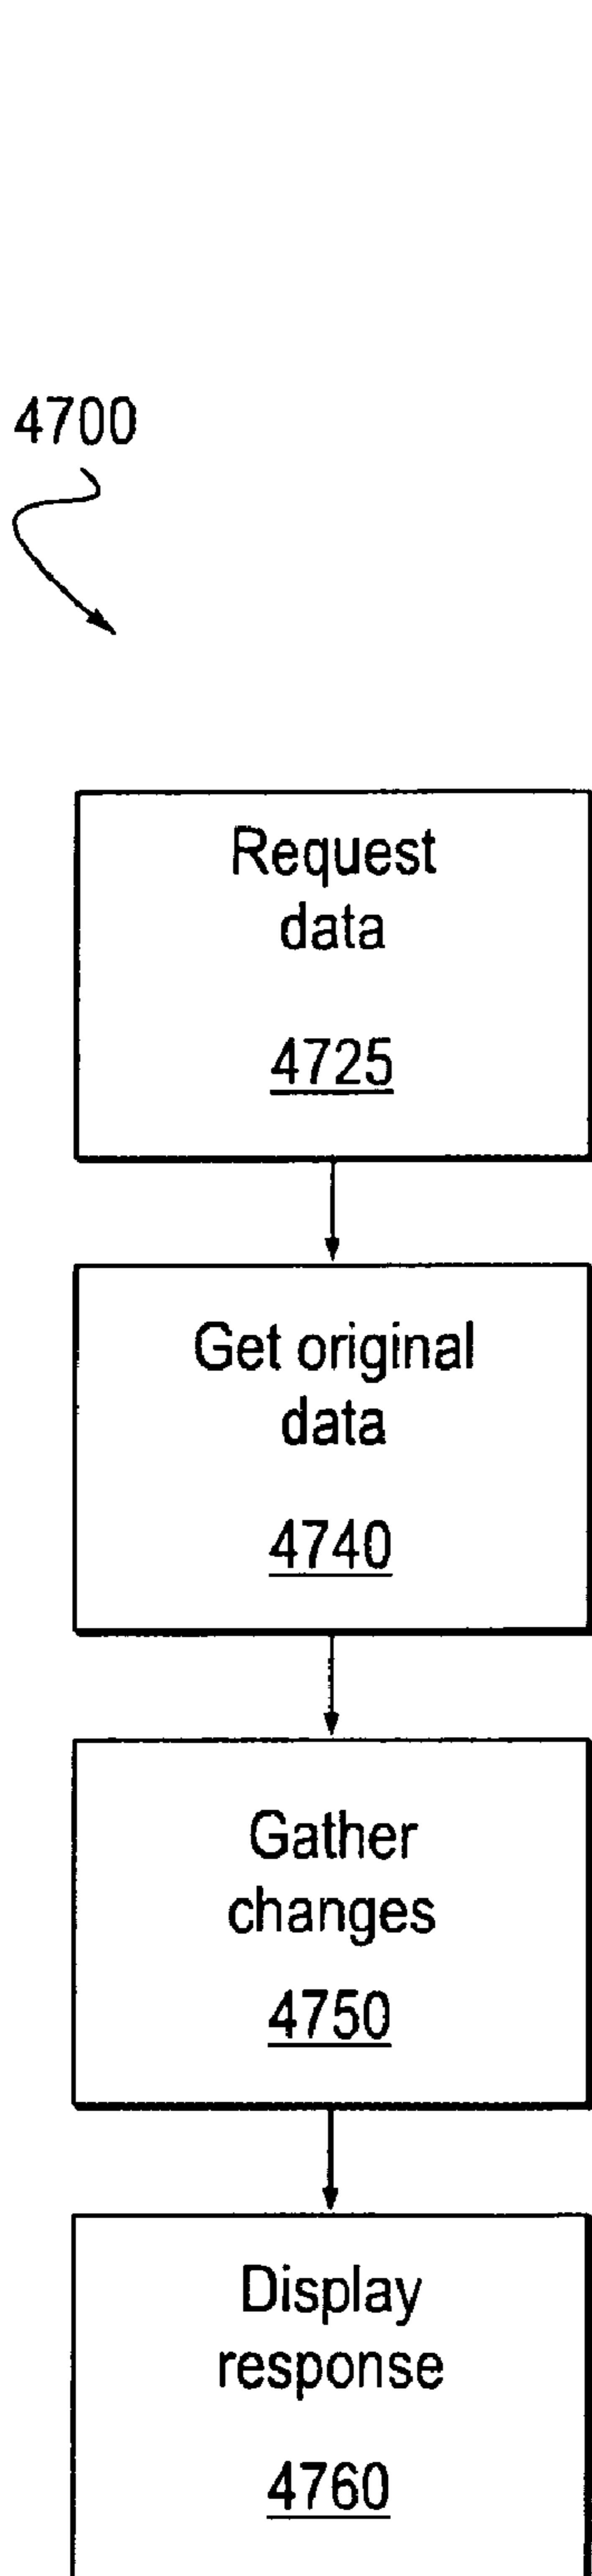 4700
Request
data
4725
Get original
data
4740
Gather
changes
4750
Display
response
4760